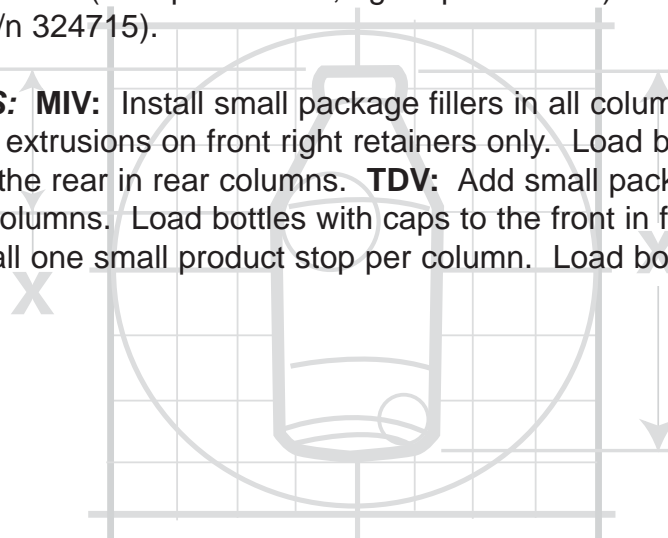 /n 324715).
S: MIV: Install small package fillers in all colum
extrusions on front right retainers only. Load b
the rear in rear columns. TDV: Add small pack
olumns. Load bottles with caps to the front in f
all one small product stop per column. Load bo
X
X